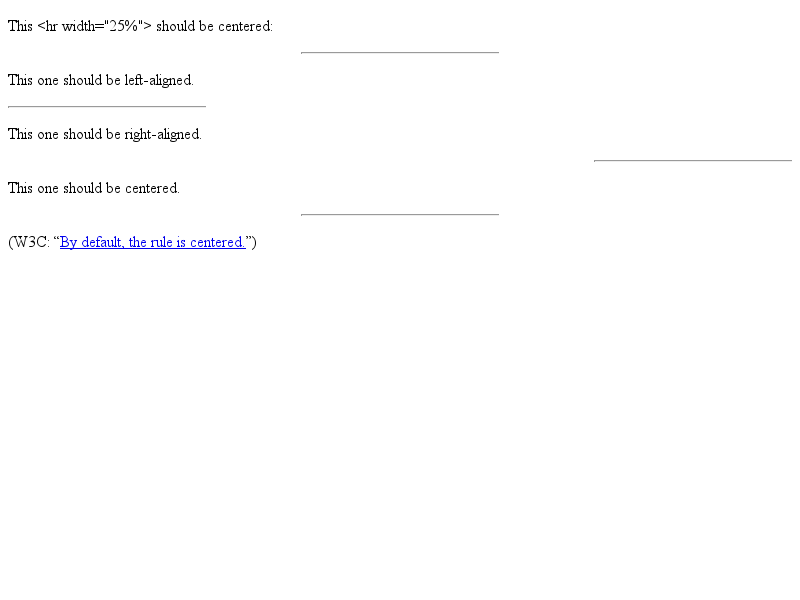 This <hr width="25%"> should be centered:
This one should be left-aligned.
This one should be right-aligned.
This one should be centered.
(W3C: “By default, the rule is centered.”)